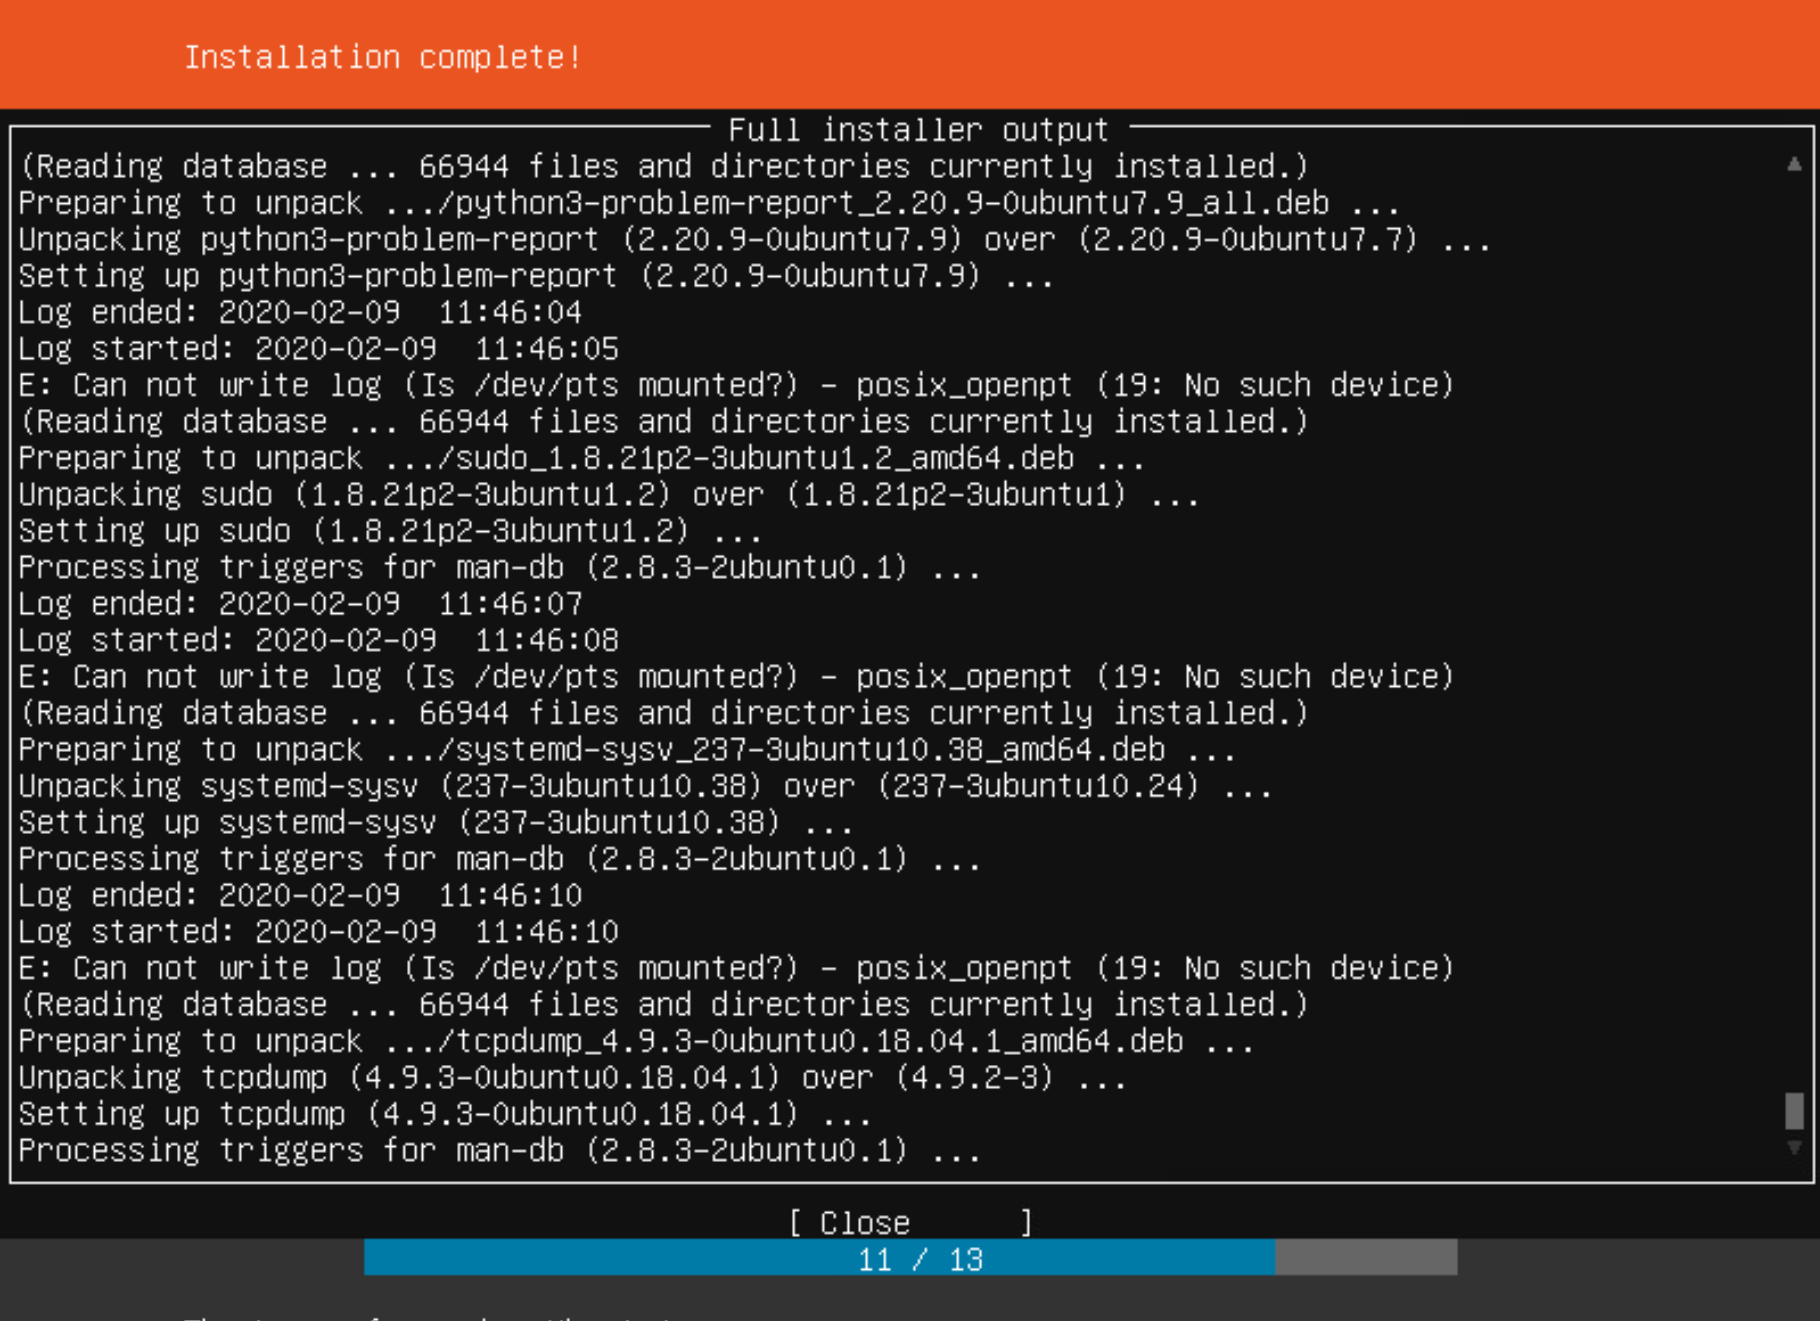 Installation complete!
Full installer output
(Reading database ... 66944 files and directories currently installed.)
Preparing to unpack .../python3-problem-report_2.20.9-0ubuntu7.9_all.deb ...
Unpacking python3-problem-report (2.20.9-0ubuntu7.9) over (2.20.9-0ubuntu7.7) ...
Setting up python3-problem-report (2.20.9-0ubuntu7.9) ...
Log ended: 2020-02-09  11:46:04
Log started: 2020-02-09  11:46:05
E: Can not write log (Is /dev/pts mounted?) - posix_openpt (19: No such device)
(Reading database ... 66944 files and directories currently installed.)
Preparing to unpack .../sudo_1.8.21p2-3ubuntu1.2_amd64.deb ...
Unpacking sudo (1.8.21p2-3ubuntu1.2) over (1.8.21p2-3ubuntu1) ...
Setting up sudo (1.8.21p2-3ubuntu1.2) ...
Processing triggers for man-db (2.8.3-2ubuntu0.1) ...
Log ended: 2020-02-09  11:46:07
Log started: 2020-02-09  11:46:08
E: Can not write log (Is /dev/pts mounted?) - posix_openpt (19: No such device)
(Reading database ... 66944 files and directories currently installed.)
Preparing to unpack .../systemd-sysv_237-3ubuntu10.38_amd64.deb ...
Unpacking systemd-sysv (237-3ubuntu10.38) over (237-3ubuntu10.24) ...
Setting up systemd-sysv (237-3ubuntu10.38) ...
Processing triggers for man-db (2.8.3-2ubuntu0.1) ...
Log ended: 2020-02-09  11:46:10
Log started: 2020-02-09  11:46:10
E: Can not write log (Is /dev/pts mounted?) - posix_openpt (19: No such device)
(Reading database ... 66944 files and directories currently installed.)
Preparing to unpack .../tcpdump_4.9.3-0ubuntu0.18.04.1_amd64.deb ...
Unpacking tcpdump (4.9.3-0ubuntu0.18.04.1) over (4.9.2-3) ...
Setting up tcpdump (4.9.3-0ubuntu0.18.04.1) ...
Processing triggers for man-db (2.8.3-2ubuntu0.1) ...
[ Close      ]
11 / 13